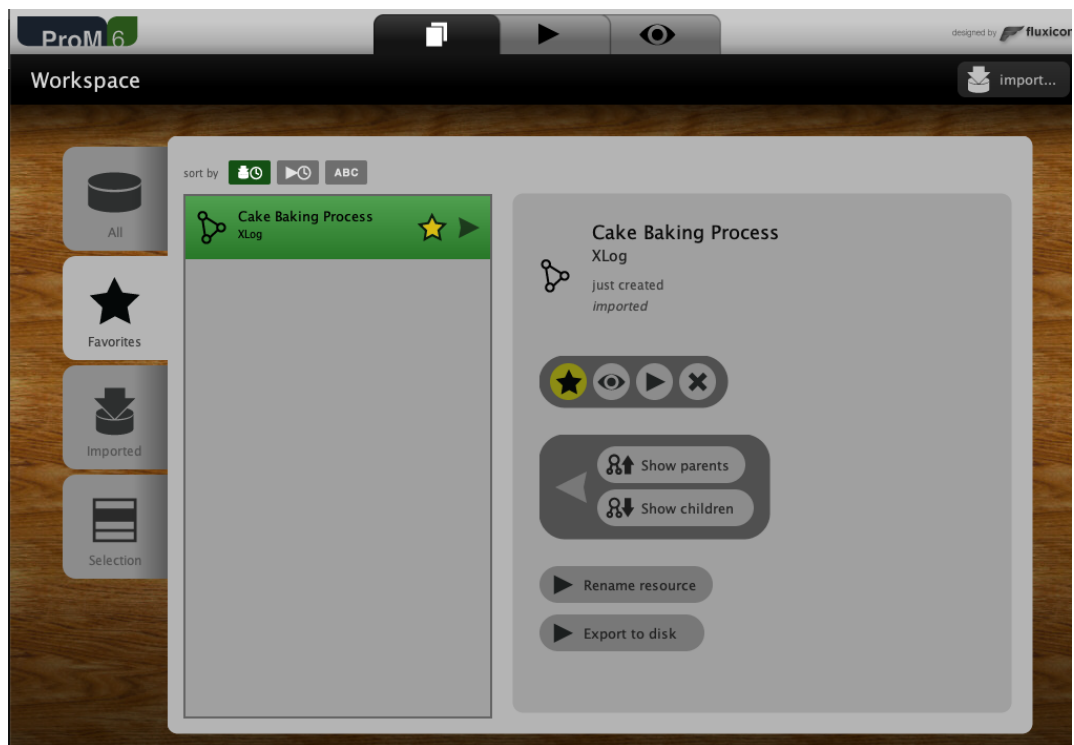 ProM 6
designed by fluxicon
Workspace
import...
sort by
ABC
All
Favorites
Imported
Selection
Cake Baking Process
XLog
Cake Baking Process
XLog
just created
imported
Show parents
Show children
Rename resource
Export to disk